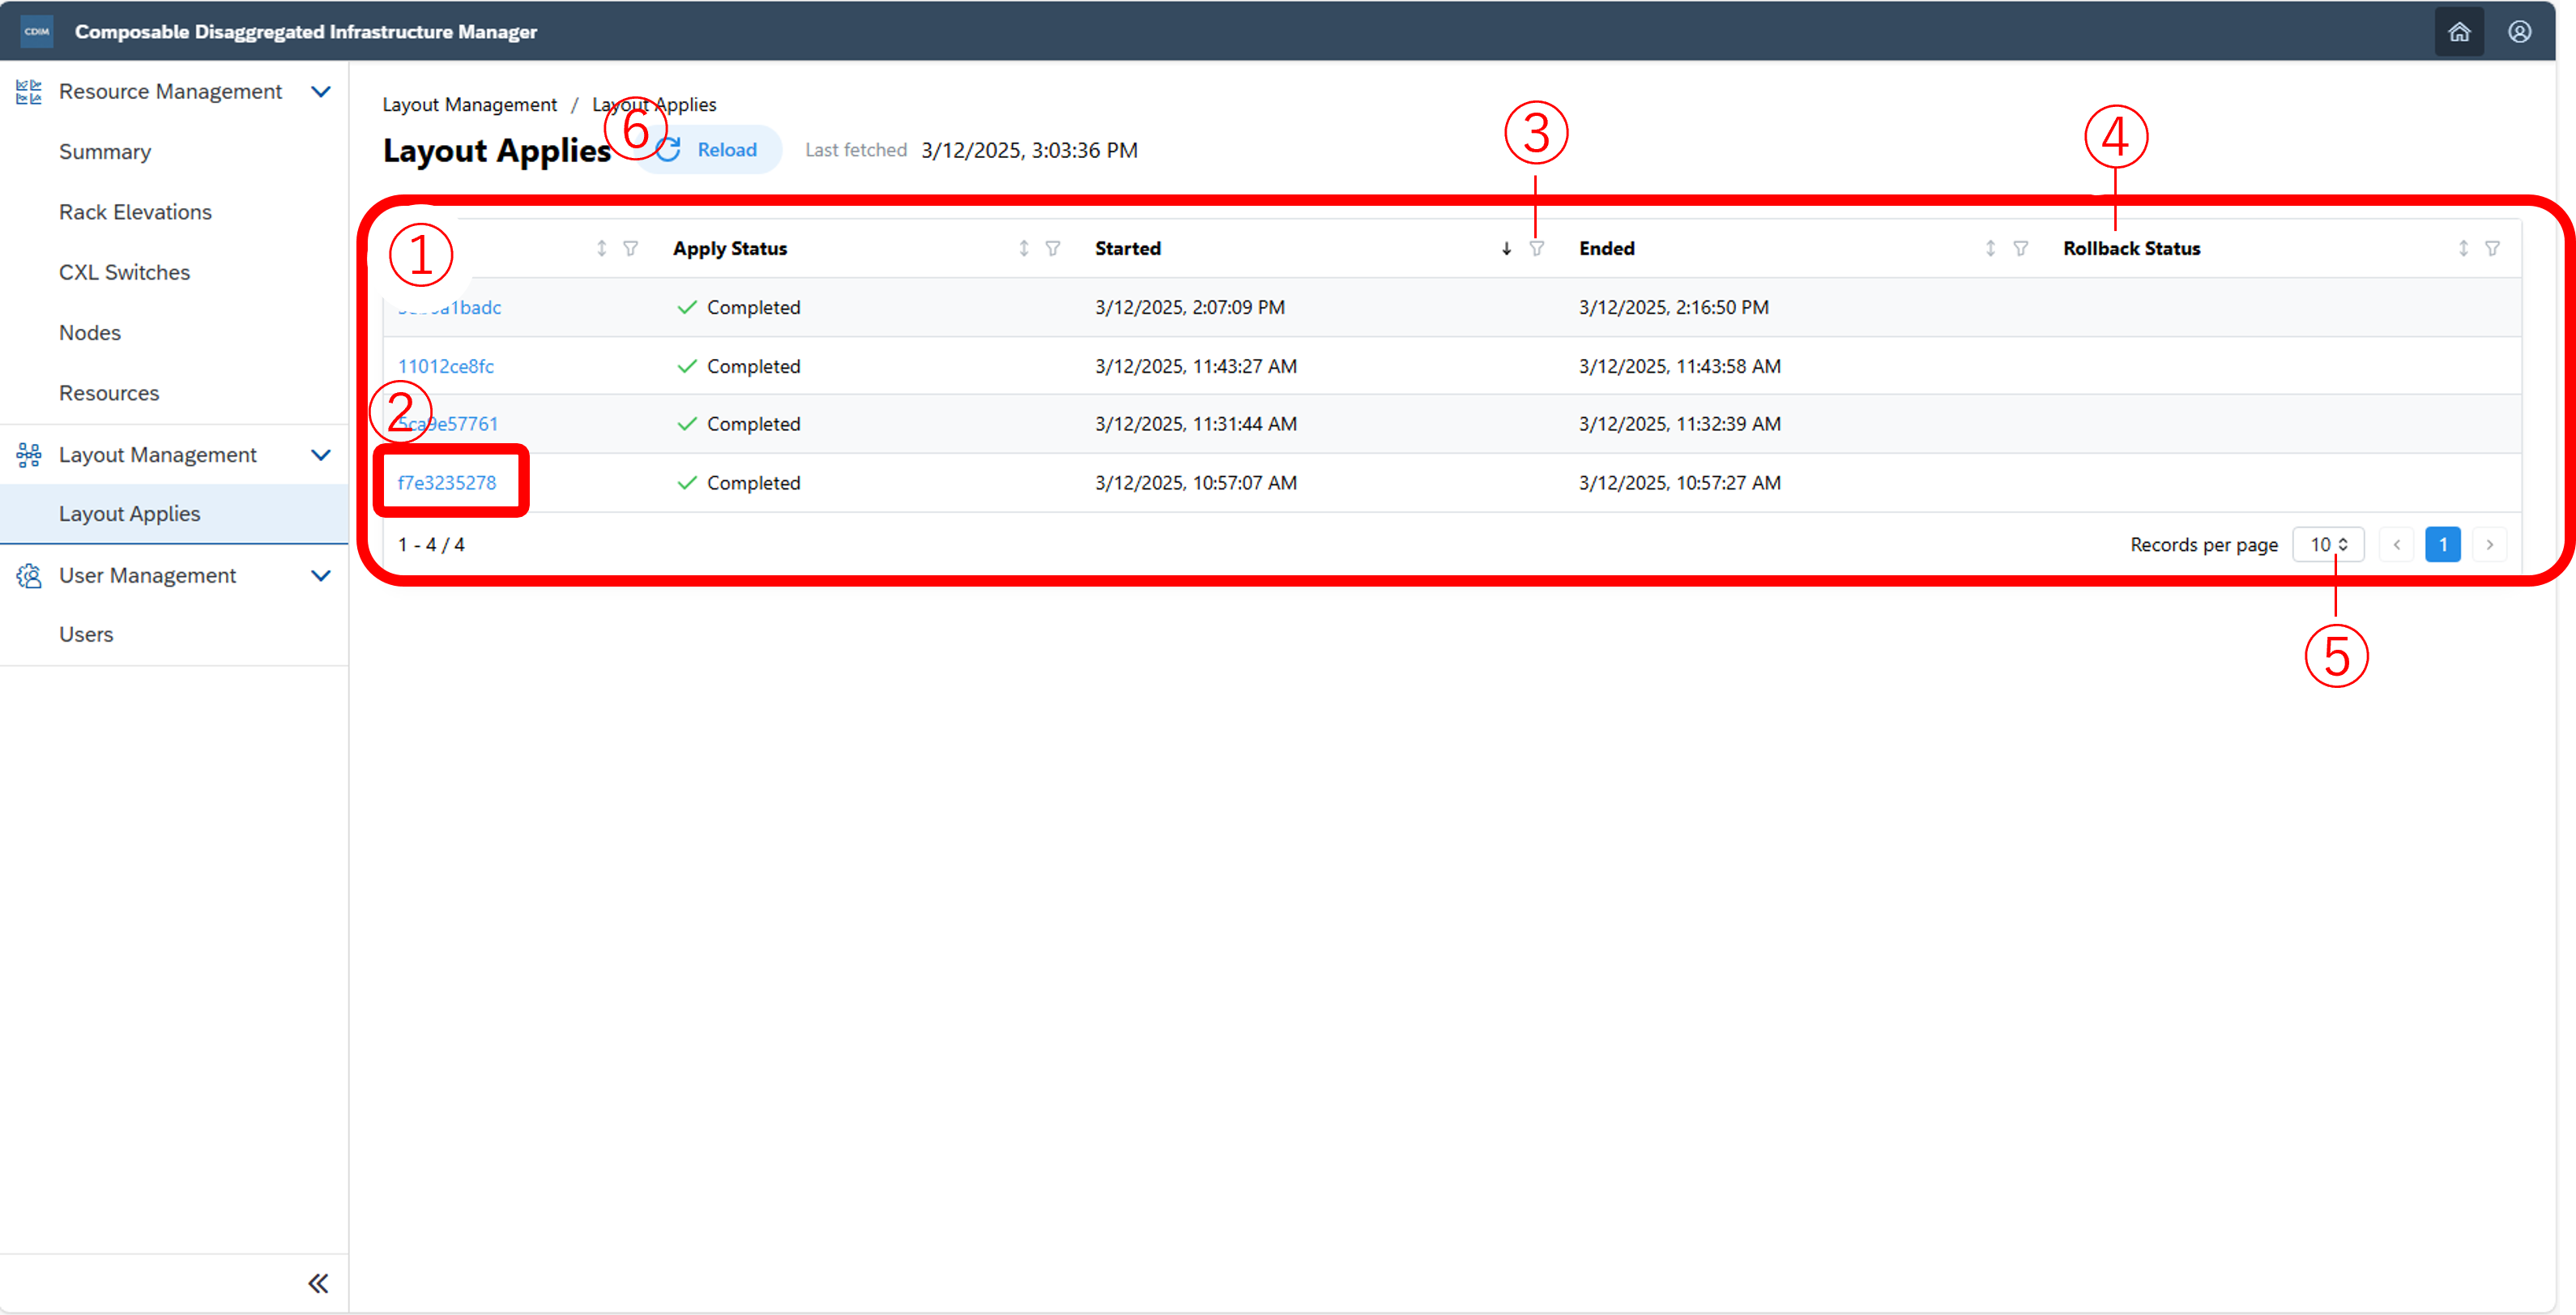 CDIM Composable Disaggregated Infrastructure Manager
Resource Management
Summary
Rack Elevations
CXL Switches
Nodes
Resources
Layout Management
Layout Applies
User Management
Users
Layout Management / Layout Applies
Layout Applies ⑥ Reload Last fetched 3/12/2025, 3:03:36 PM
③ ④
① Apply Status Started Ended Rollback Status
Completed 3/12/2025, 2:07:09 PM 3/12/2025, 2:16:50 PM
11012ce8fc Completed 3/12/2025, 11:43:27 AM 3/12/2025, 11:43:58 AM
② 5ca9e57761 Completed 3/12/2025, 11:31:44 AM 3/12/2025, 11:32:39 AM
f7e3235278 Completed 3/12/2025, 10:57:07 AM 3/12/2025, 10:57:27 AM
1 - 4 / 4 Records per page 10 1
⑤